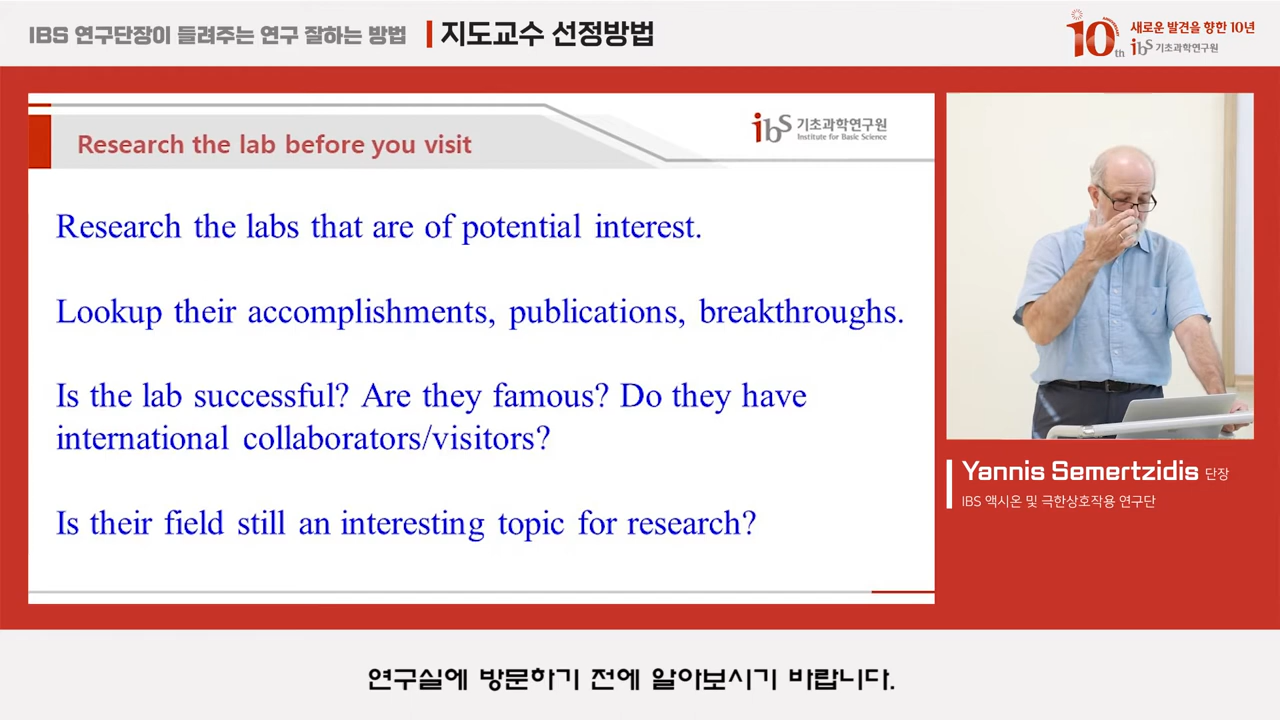 IBS 연구단장이 들려주는 연구 잘하는 방법 지도교수 선정방법
10th 새로운 발견을 향한 10년
ibS 기초과학연구원
Research the lab before you visit
ibS 기초과학연구원
Institute for Basic Science
Research the labs that are of potential interest.
Lookup their accomplishments, publications, breakthroughs.
Is the lab successful? Are they famous? Do they have
international collaborators/visitors?
Is their field still an interesting topic for research?
Yannis Semertzidis 단장
IBS 액시온 및 극한상호작용 연구단
연구실에 방문하기 전에 알아보시기 바랍니다.